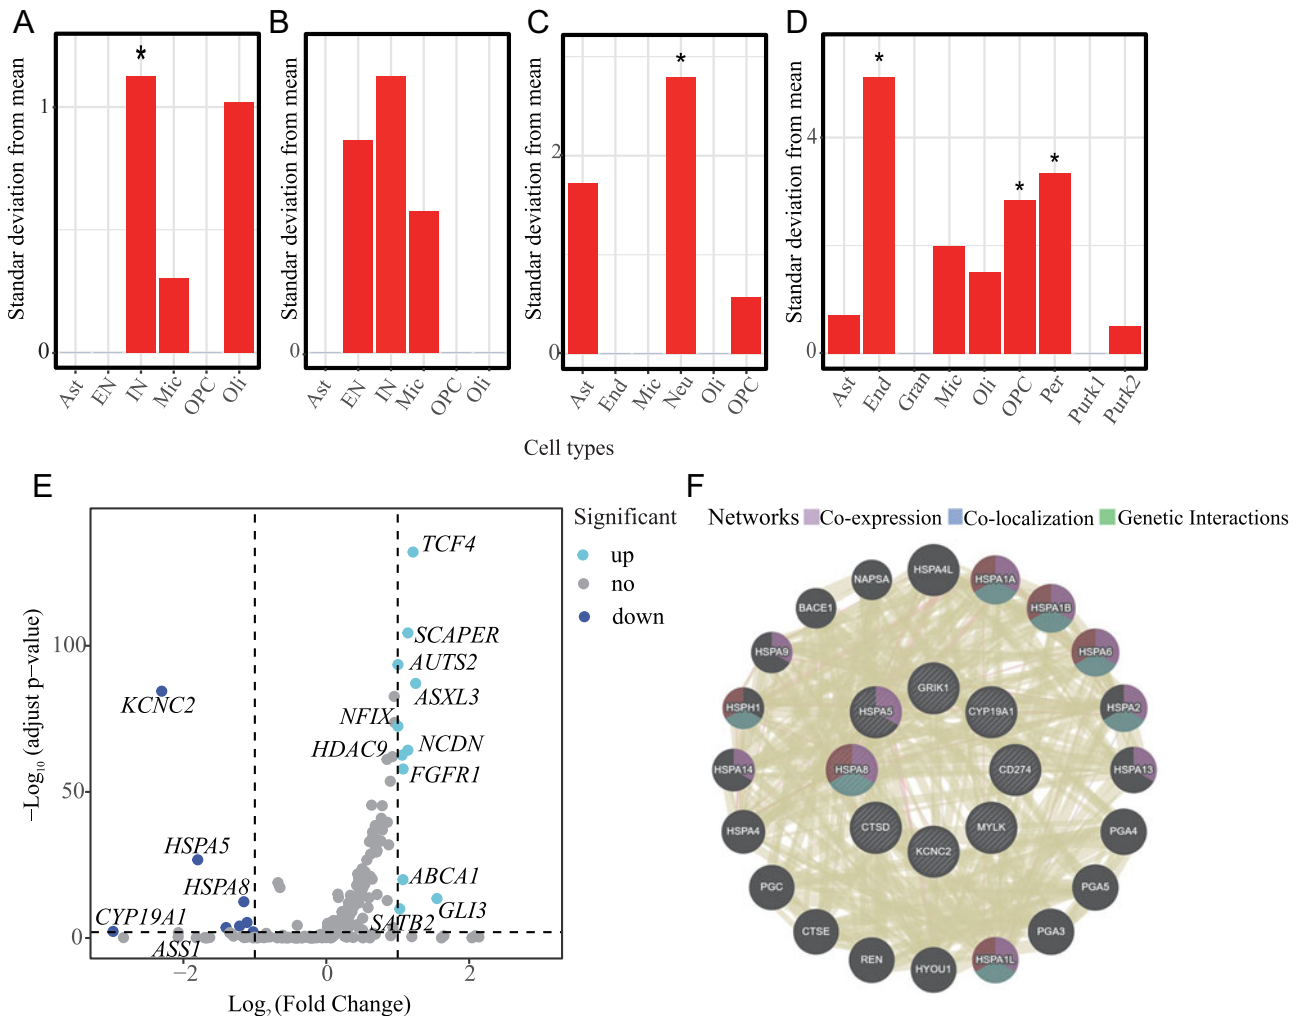 A
B
C
D
Standar deviation from mean
1
0
*
Ast
EN
IN
Mic
OPC
Oli
Standar deviation from mean
0
Ast
EN
IN
Mic
OPC
Oli
Standar deviation from mean
2
0
*
Ast
End
Mic
Neu
Oli
OPC
Standar deviation from mean
4
0
*
*
*
Ast
End
Gran
Mic
Oli
OPC
Per
Purk1
Purk2
Cell types
E
−Log₁₀ (adjust p−value)
100
50
0
TCF4
SCAPER
AUTS2
ASXL3
KCNC2
NFIX
NCDN
HDAC9
FGFR1
HSPA5
HSPA8
ABCA1
GLI3
CYP19A1
SATB2
ASS1
−2
0
2
Log₂ (Fold Change)
Significant
up
no
down
F
Networks Co-expression Co-localization Genetic Interactions
HSPA4L
NAPSA
HSPA1A
BACE1
HSPA1B
HSPA9
HSPA6
GRIK1
HSPH1
HSPA5
CYP19A1
HSPA2
HSPA14
HSPA8
CD274
HSPA13
HSPA4
CTSD
MYLK
PGA4
KCNC2
PGC
PGA5
CTSE
PGA3
REN
HYOU1
HSPA1L